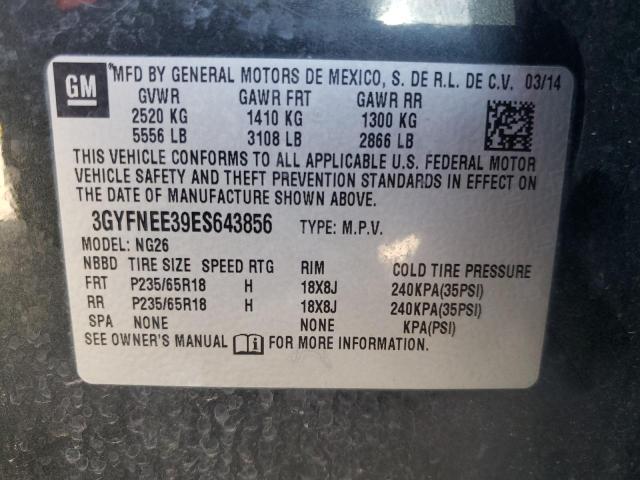 GM
MFD BY GENERAL MOTORS DE MEXICO, S. DE R.L. DE C.V. 03/14
GVWR GAWR FRT GAWR RR
2520 KG 1410 KG 1300 KG
5556 LB 3108 LB 2866 LB
THIS VEHICLE CONFORMS TO ALL APPLICABLE U.S. FEDERAL MOTOR
VEHICLE SAFETY AND THEFT PREVENTION STANDARDS IN EFFECT ON
THE DATE OF MANUFACTURE SHOWN ABOVE.
3GYFNEE39ES643856 TYPE: M.P.V.
MODEL: NG26
NBBD TIRE SIZE SPEED RTG RIM COLD TIRE PRESSURE
FRT P235/65R18 H 18X8J 240KPA(35PSI)
RR P235/65R18 H 18X8J 240KPA(35PSI)
SPA NONE NONE KPA(PSI)
SEE OWNER'S MANUAL i FOR MORE INFORMATION.